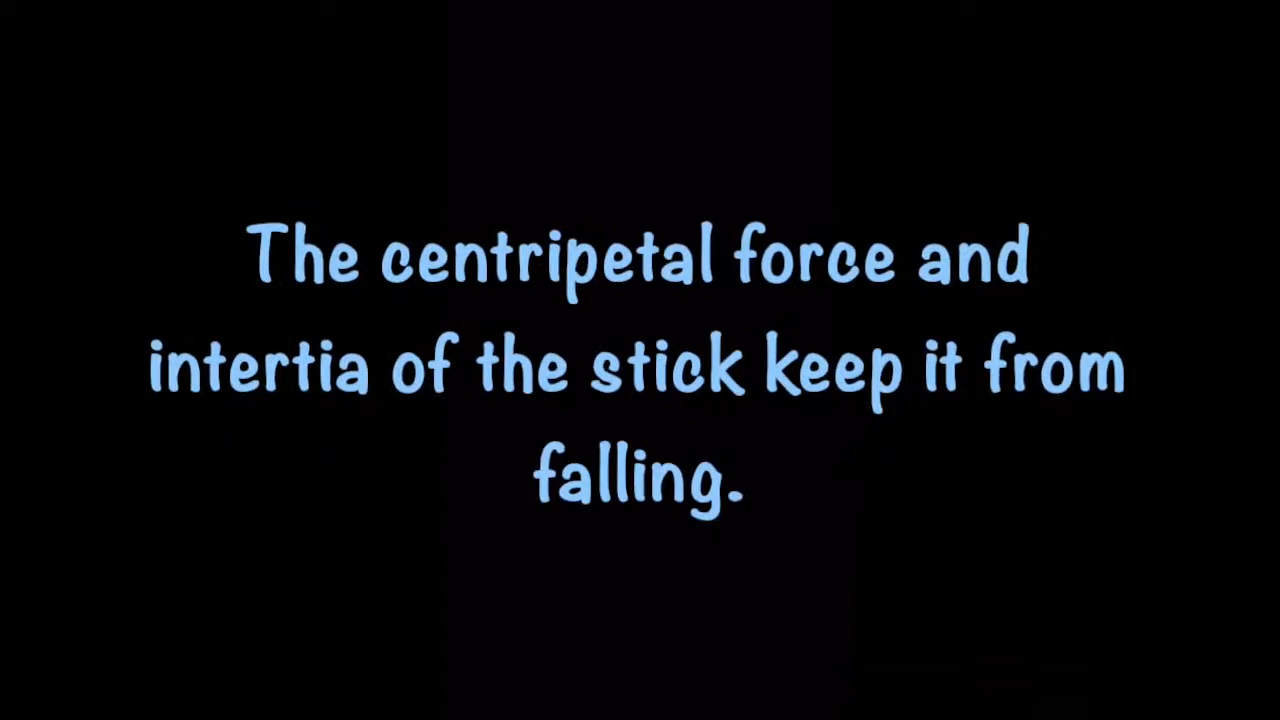 The centripetal force and
intertia of the stick keep it from
falling.